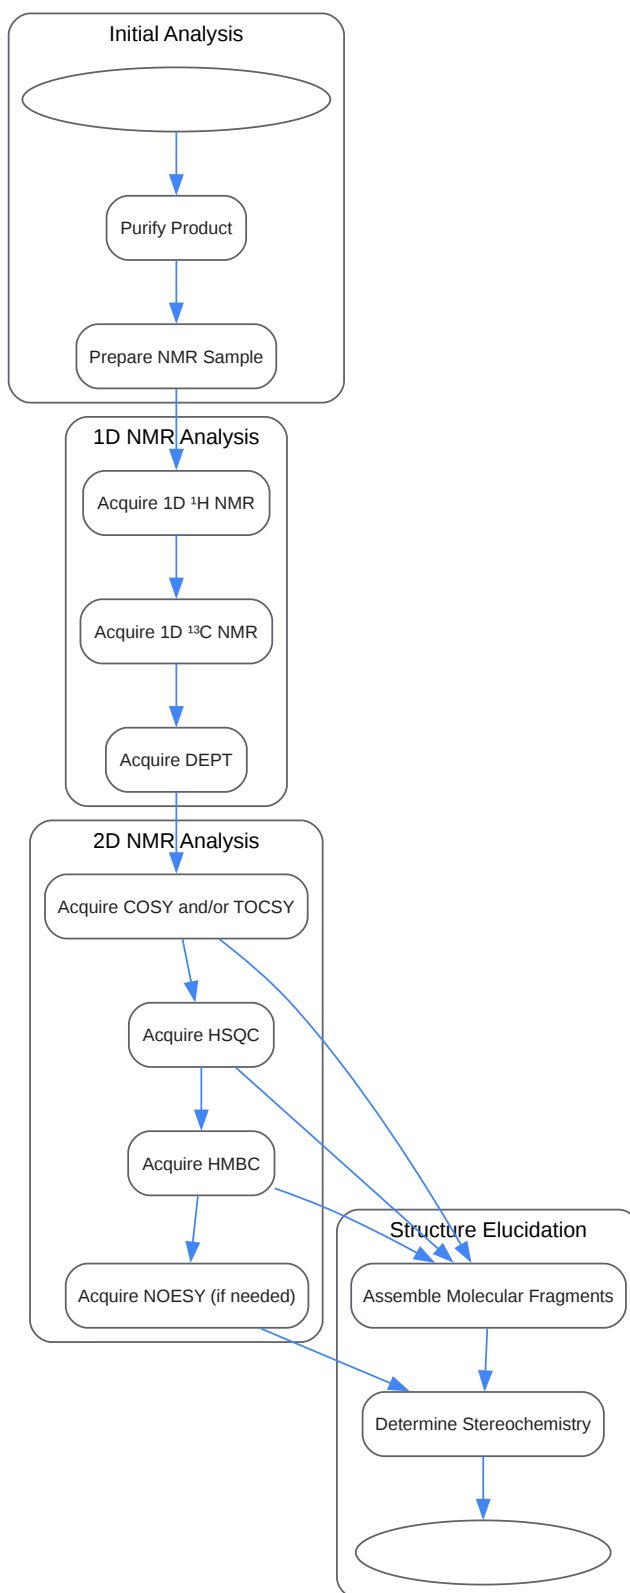 Initial Analysis
Purify Product
Prepare NMR Sample
1D NMR Analysis
Acquire 1D ¹H NMR
Acquire 1D ¹³C NMR
Acquire DEPT
2D NMR Analysis
Acquire COSY and/or TOCSY
Acquire HSQC
Acquire HMBC
Acquire NOESY (if needed)
Structure Elucidation
Assemble Molecular Fragments
Determine Stereochemistry